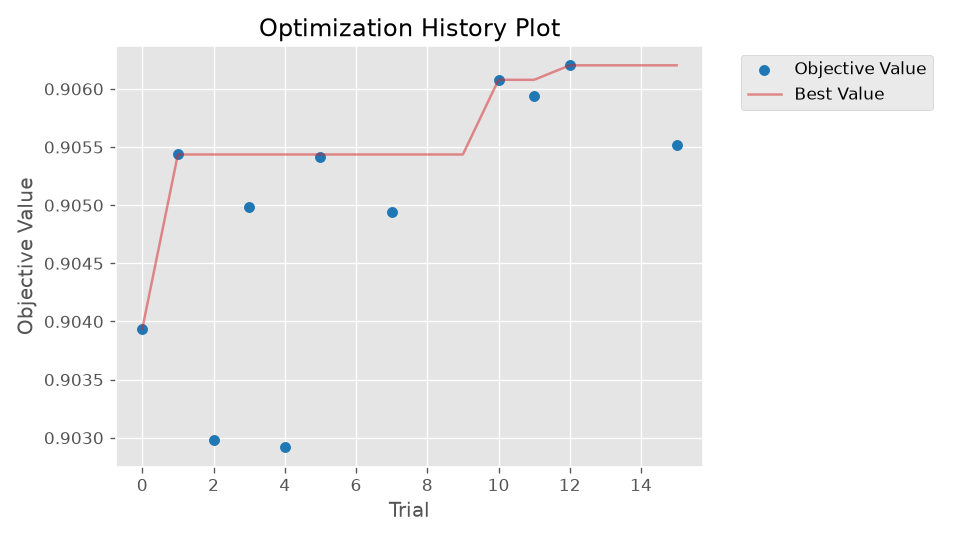 Optimization History Plot
Objective Value
Best Value
0.9060
0.9055
0.9050
0.9045
0.9040
0.9035
0.9030
Objective Value
0 2 4 6 8 10 12 14
Trial